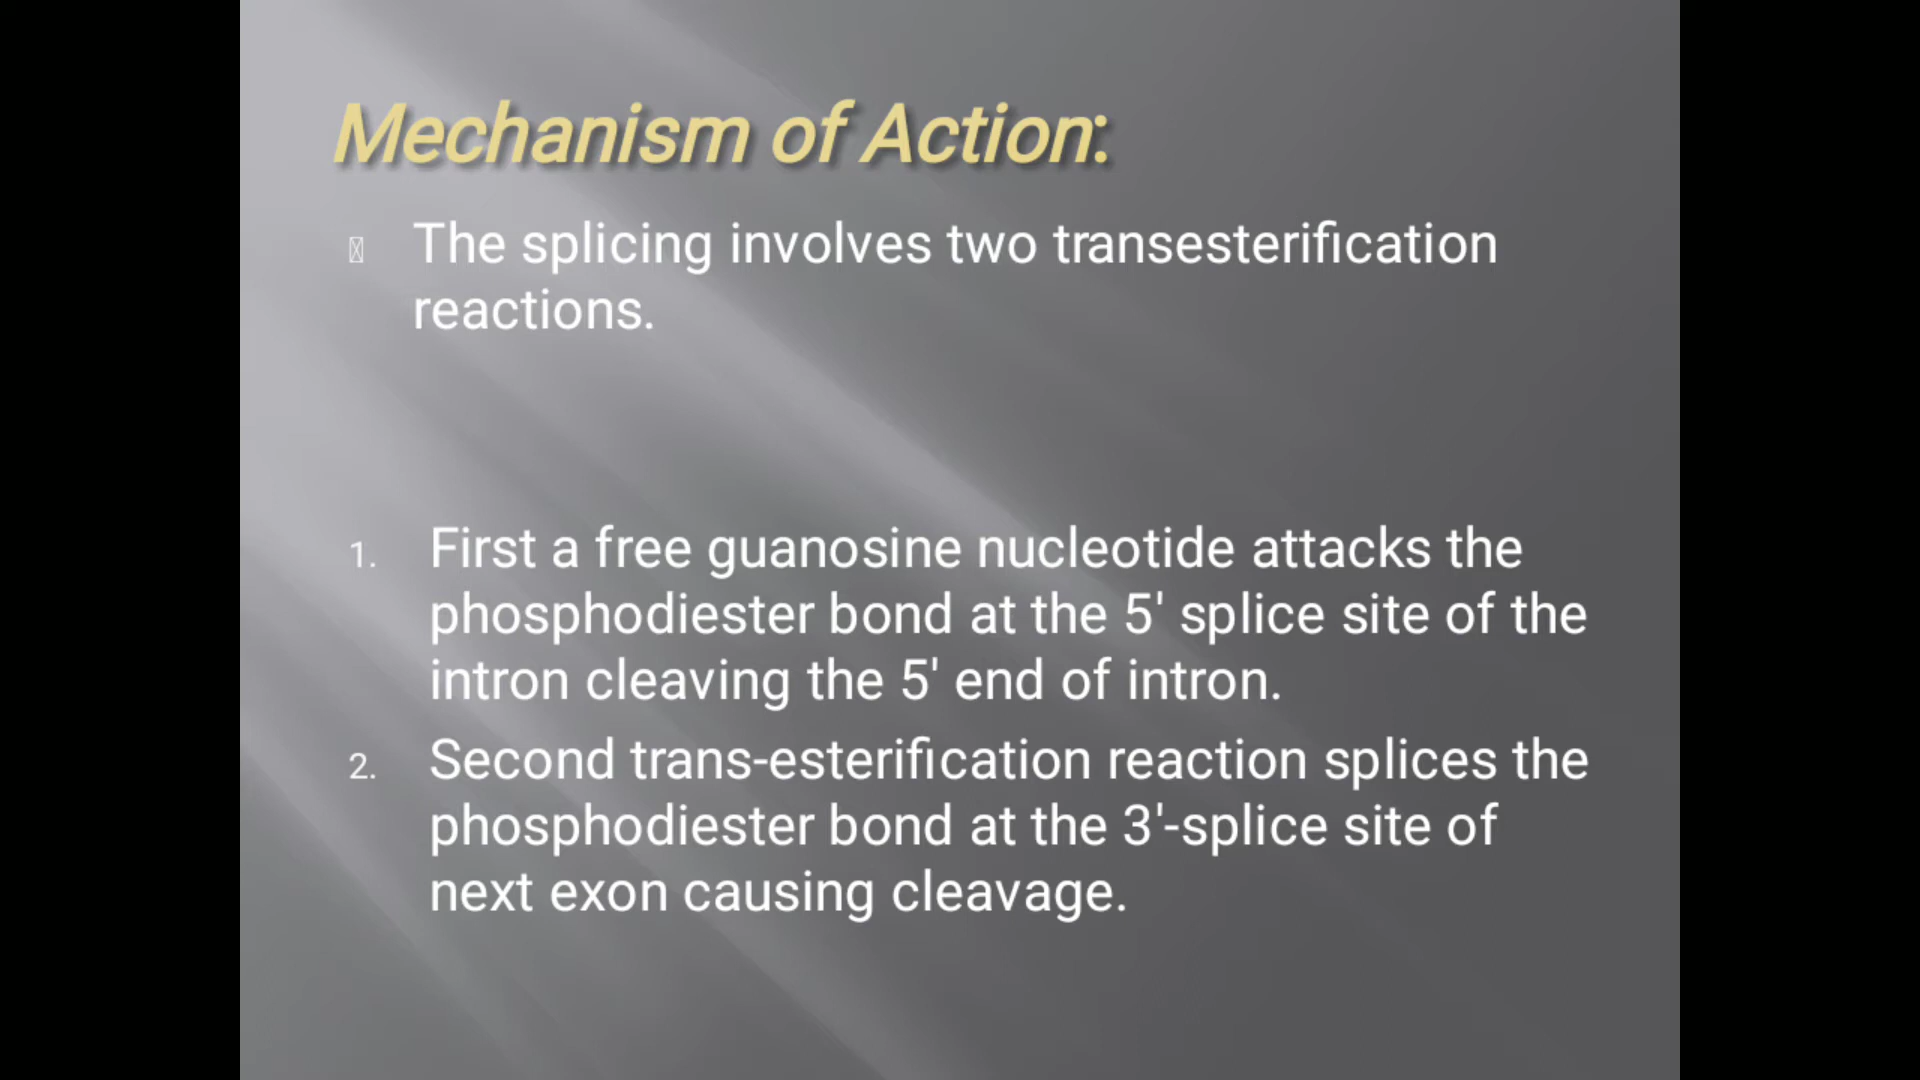 Mechanism of Action:
The splicing involves two transesterification
reactions.
1. First a free guanosine nucleotide attacks the
phosphodiester bond at the 5' splice site of the
intron cleaving the 5' end of intron.
2. Second trans-esterification reaction splices the
phosphodiester bond at the 3'-splice site of
next exon causing cleavage.